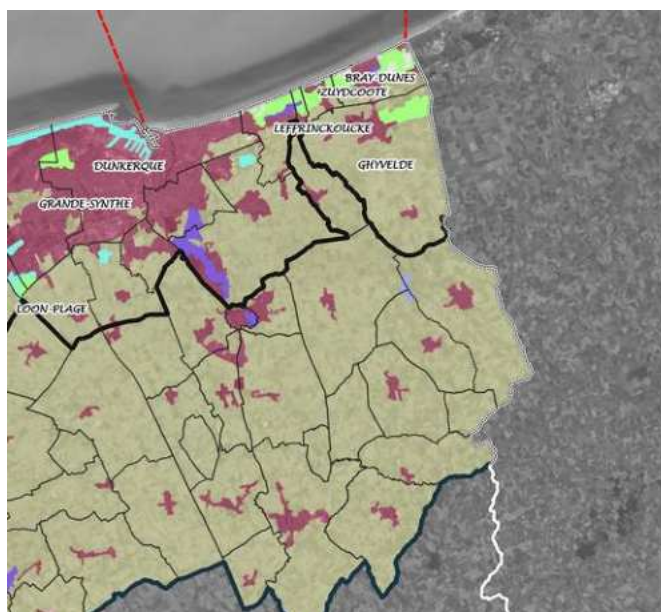 BRAY-DUNES
ZUYDCOOTE
LEFFRINCKOUCKE
DUNKERQUE
GHYVELDE
GRANDE-SYNTHE
LOON-PLAGE